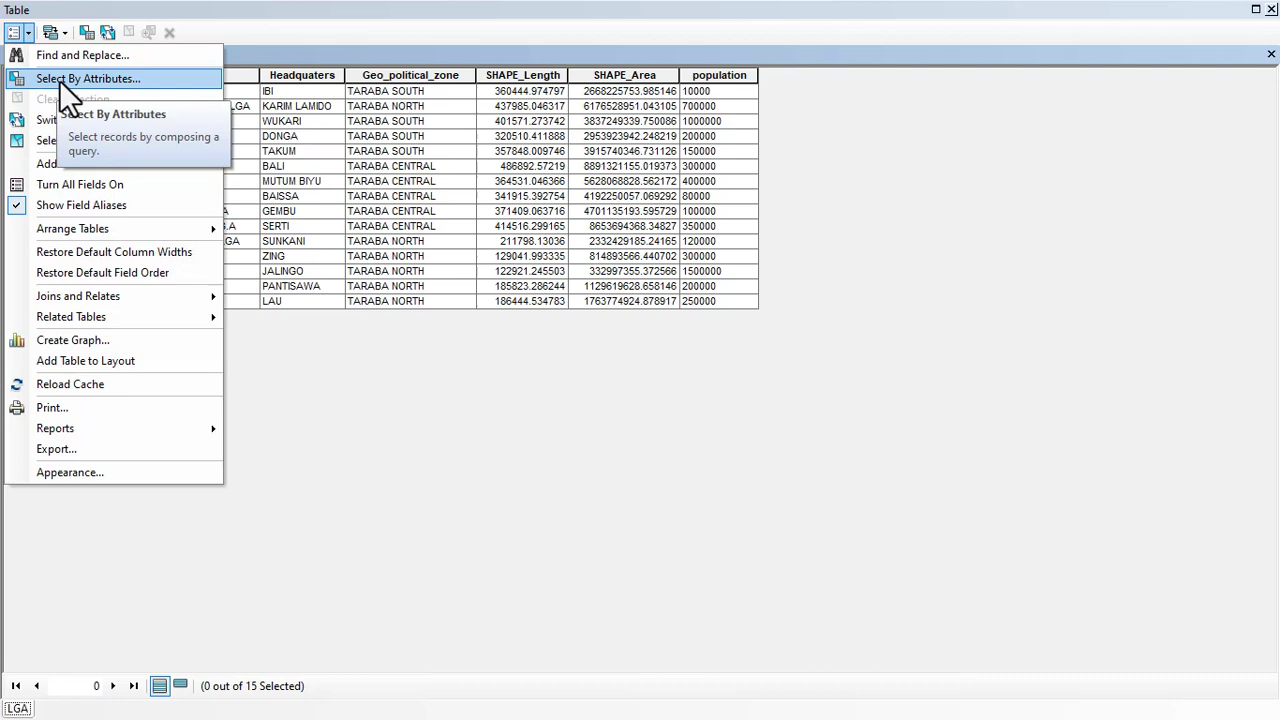 Table
Find and Replace...
Select By Attributes...
Select By Attributes
Select records by composing a
query.
Turn All Fields On
Show Field Aliases
Arrange Tables
Restore Default Column Widths
Restore Default Field Order
Joins and Relates
Related Tables
Create Graph...
Add Table to Layout
Reload Cache
Print...
Reports
Export...
Appearance...
Headquaters Geo_political_zone SHAPE_Length SHAPE_Area population
IBI TARABA SOUTH 360444.974797 2668225753.985146 10000
LGA KARIM LAMIDO TARABA SOUTH 437985.046317 6176528951.043105 700000
WUKARI TARABA SOUTH 401571.273742 3837249339.750086 1000000
DONGA TARABA SOUTH 320510.411888 2953923942.248219 200000
TAKUM TARABA SOUTH 357848.009746 3915740346.731126 150000
BALI TARABA CENTRAL 486892.57219 8891321155.019373 300000
MUTUM BIYU TARABA CENTRAL 364531.046366 5628068828.562172 400000
BAISSA TARABA CENTRAL 341915.392754 4192250057.069292 80000
GEMBU TARABA CENTRAL 371409.063716 4701135193.595729 100000
SERTI TARABA CENTRAL 414516.299165 8653694368.34827 350000
GA SUNKANI TARABA NORTH 211798.13036 2332429185.24165 120000
ZING TARABA NORTH 129041.993335 814893566.440702 300000
JALINGO TARABA NORTH 122921.245503 332997355.372566 1500000
PANTISAWA TARABA NORTH 185823.286244 1129619628.658146 200000
LAU TARABA NORTH 186444.534783 1763774924.878917 250000
0
(0 out of 15 Selected)
LGA